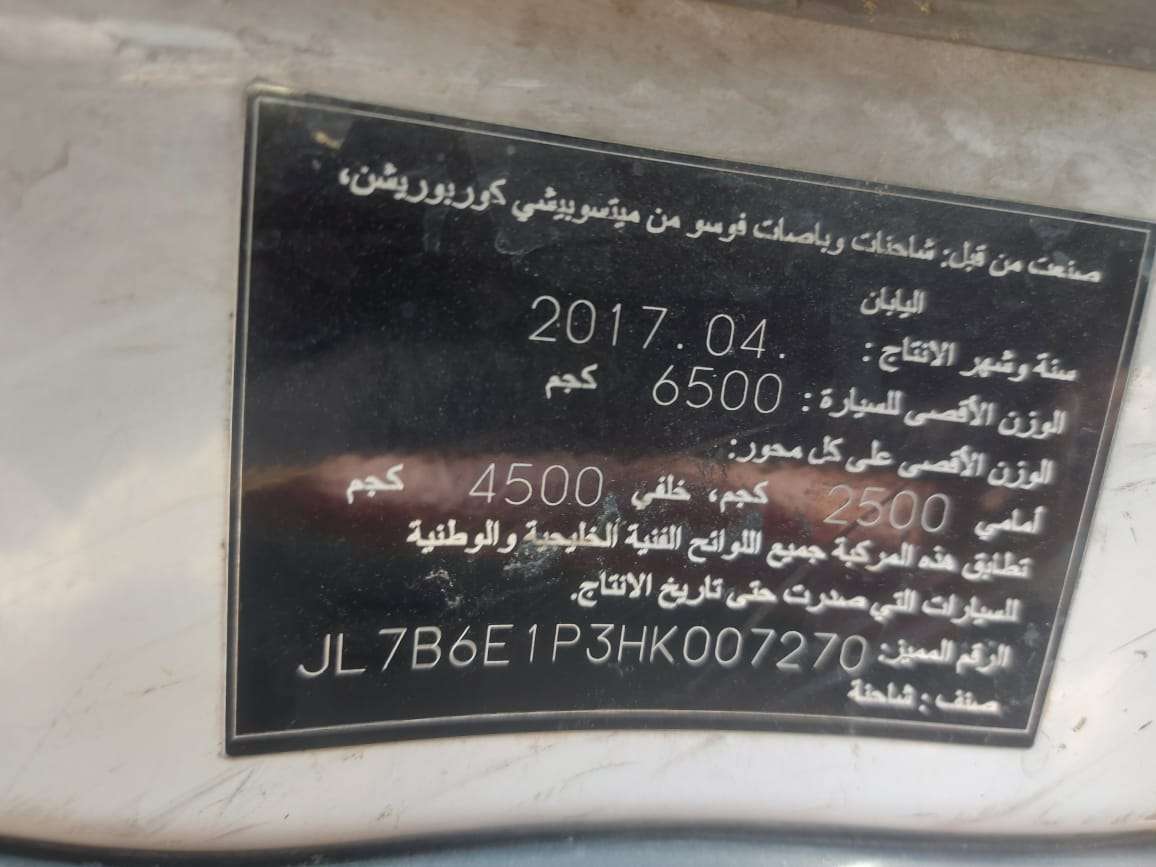 صنعت من قبل: شاحنات وباصات فوسو من ميتسوبيشي كوربوريشن،
اليابان
سنة وشهر الانتاج : 2017.04.
الوزن الأقصى للسيارة : 6500 كجم
الوزن الأقصى على كل محور:
أمامي 2500 كجم، خلفي 4500 كجم
تطابق هذه المركبة جميع اللوائح الفنية الخليجية والوطنية
للسيارات التي صدرت حتى تاريخ الانتاج.
الرقم المميز: JL7B6E1P3HK007270
صنف : شاحنة